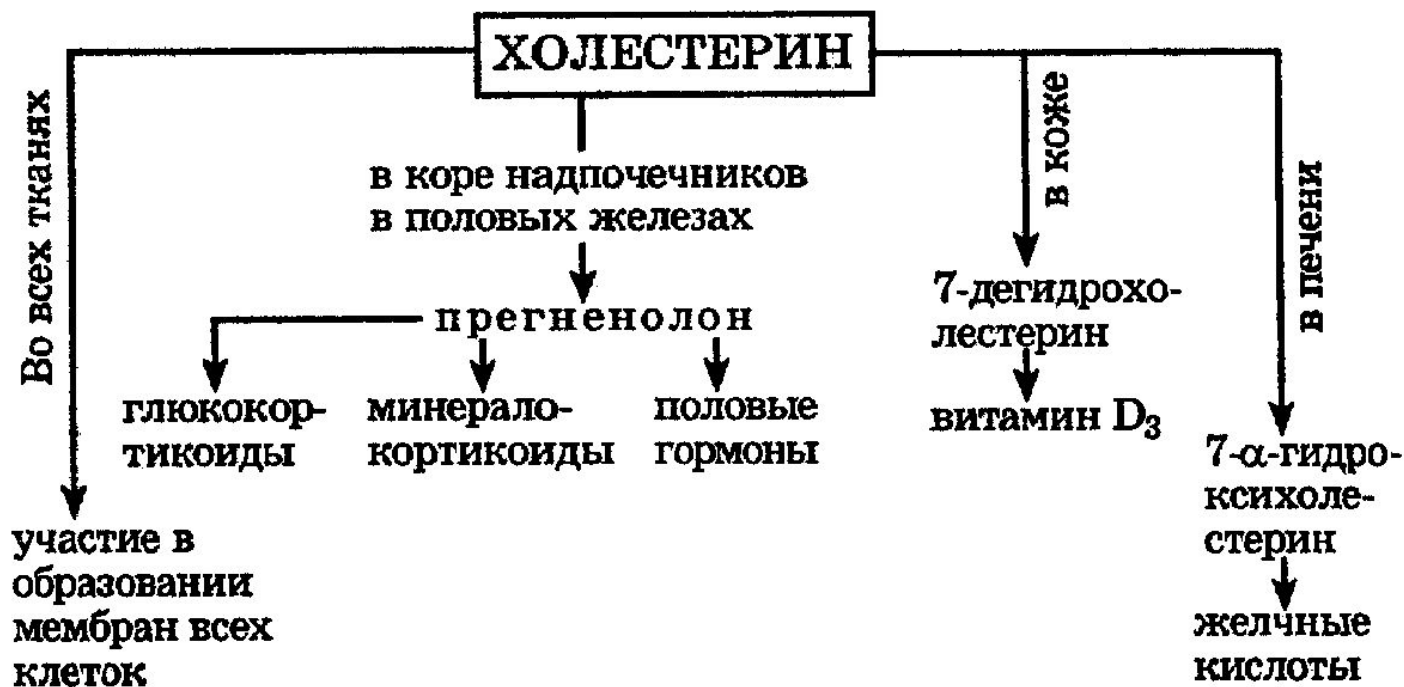 ХОЛЕСТЕРИН
Во всех тканях
участие в
образовании
мембран всех
клеток
в коре надпочечников
в половых железах
прегненолон
глюкокор-
тикоиды
минерало-
кортикоиды
половые
гормоны
в коже
7-дегидрохо-
лестерин
витамин D₃
в печени
7-α-гидро-
ксихоле-
стерин
желчные
кислоты